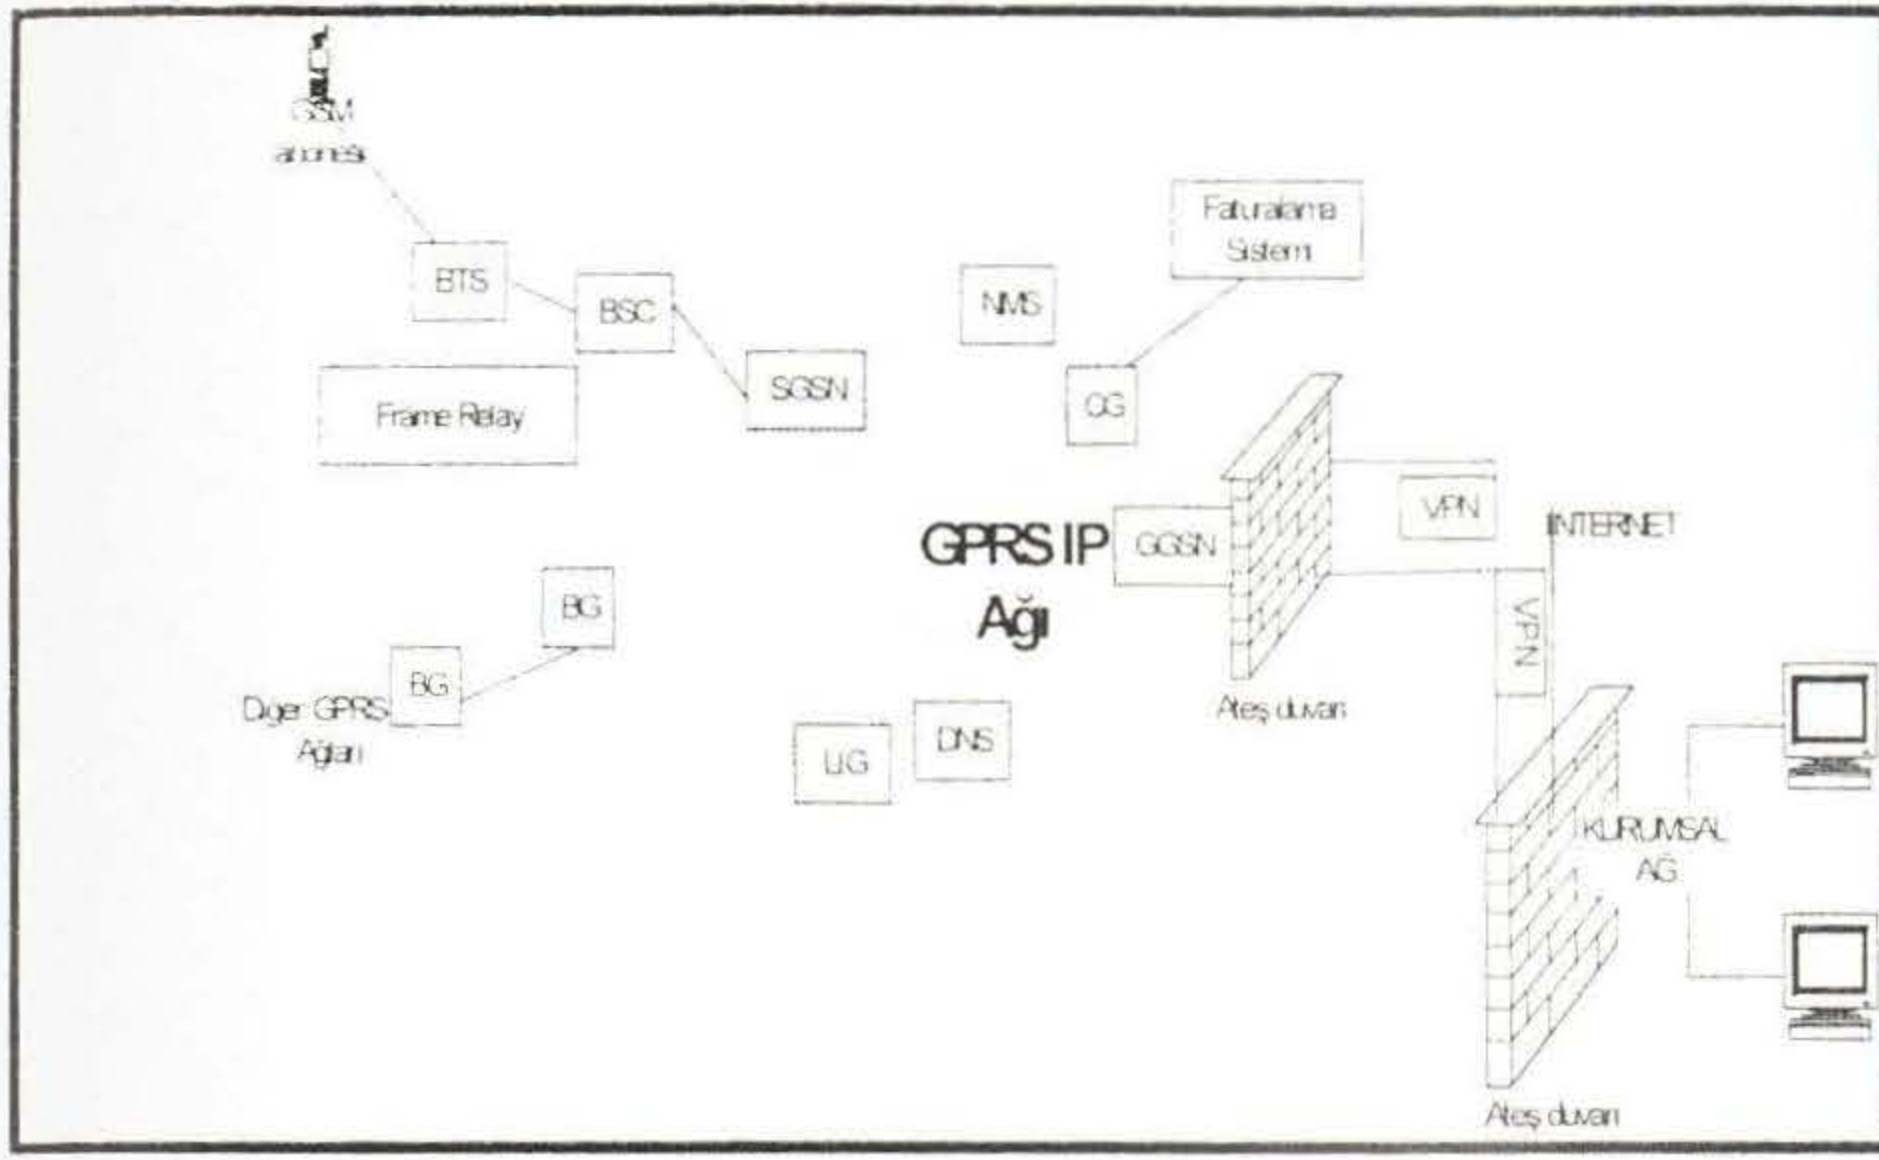 GSM
abonesi
Faturalama
Sistemi
BTS
BSC
NMS
SGSN
CG
Frame Relay
VPN
INTERNET
GPRS IP
Ağı
GGSN
BG
VPN
BG
Diğer GPRS
Ağları
Ateş duvarı
LIG
DNS
KURUMSAL
AĞ
Ateş duvarı